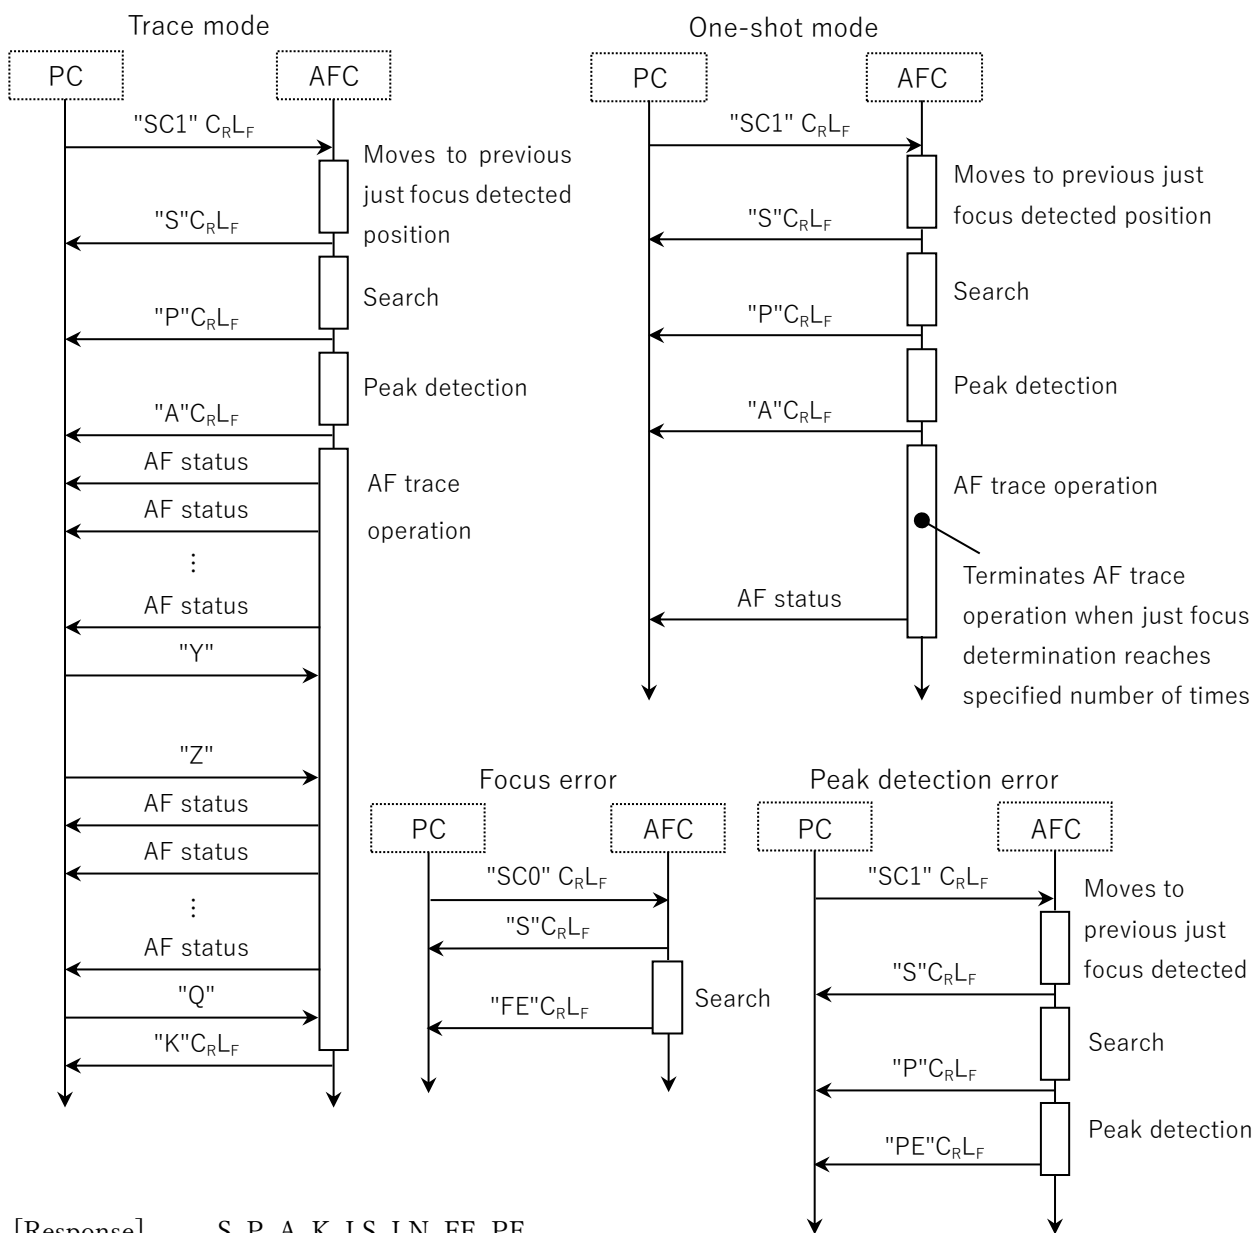 Trace mode
PC
AFC
"SC1" CRLF
Moves to previous
just focus detected
position
"S"CRLF
Search
"P"CRLF
Peak detection
"A"CRLF
AF status
AF trace
operation
AF status
⋮
AF status
"Y"
"Z"
AF status
AF status
⋮
AF status
"Q"
"K"CRLF
One-shot mode
PC
AFC
"SC1" CRLF
Moves to previous just
focus detected position
"S"CRLF
Search
"P"CRLF
Peak detection
"A"CRLF
AF trace operation
Terminates AF trace
operation when just focus
determination reaches
specified number of times
AF status
Focus error
PC
AFC
"SC0" CRLF
"S"CRLF
Search
"FE"CRLF
Peak detection error
PC
AFC
"SC1" CRLF
Moves to
previous just
focus detected
"S"CRLF
Search
"P"CRLF
Peak detection
"PE"CRLF
[Response] S, P, A, K, J,S, J,N, FE, PE